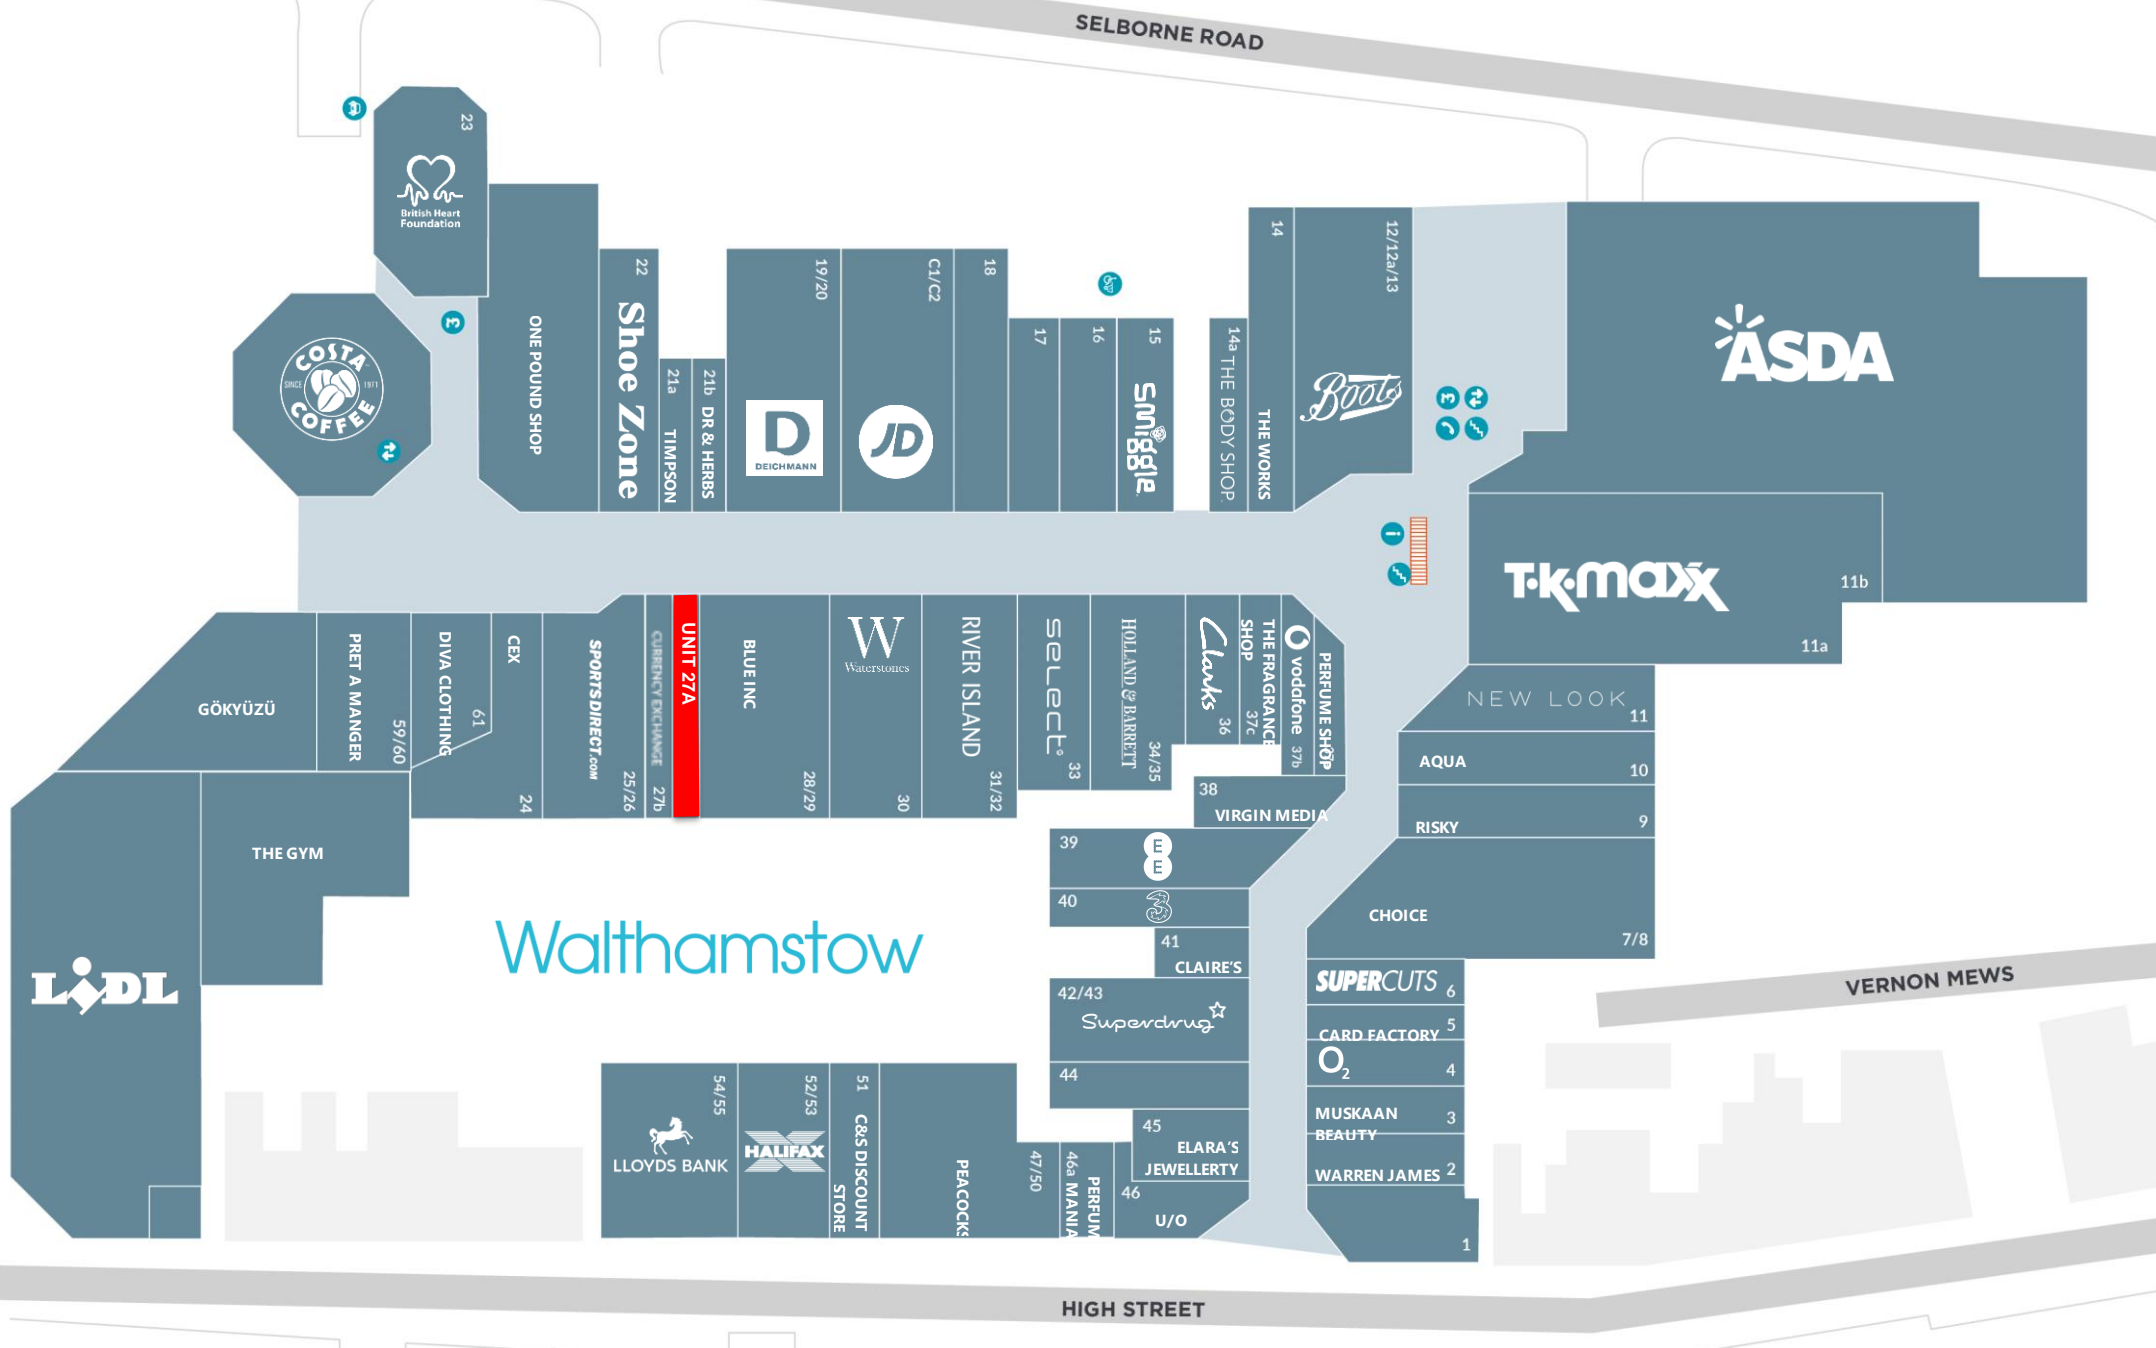 SELBORNE ROAD
23
British Heart
Foundation
COSTA
SINCE 1971
COFFEE
ONE POUND SHOP
22
Shoe Zone
21a TIMPSON
21b DR & HERBS
19/20
D
DEICHMANN
C1/C2
JD
18
17
16
15
Smiggle
14a THE BODY SHOP.
14
THE WORKS
12/12a/13
Boots
ASDA
T·K·maxx
11b
11a
GÖKYÜZÜ
PRET A MANGER
59/60
DIVA CLOTHING
61
CEX
24
SPORTSDIRECT.COM
25/26
CURRENCY EXCHANGE
27b
UNIT 27A
BLUE INC
28/29
W
Waterstones
30
RIVER ISLAND
31/32
select
33
HOLLAND & BARRETT
34/35
Clarks
36
THE FRAGRANCE
SHOP
37c
vodafone
37b
PERFUME SHOP
38
VIRGIN MEDIA
39
EE
40
3
41
CLAIRE'S
42/43
Superdrug
44
45
ELARA'S
JEWELLERTY
46
U/O
NEW LOOK
11
AQUA
10
RISKY
9
CHOICE
7/8
SUPERCUTS 6
CARD FACTORY 5
O2
4
MUSKAAN
BEAUTY
3
WARREN JAMES 2
1
THE GYM
LIDL
Walthamstow
54/55
LLOYDS BANK
52/53
HALIFAX
51 C&S DISCOUNT
STORE
PEACOCKS
47/50
46a
PERFUM
MANIA
VERNON MEWS
HIGH STREET